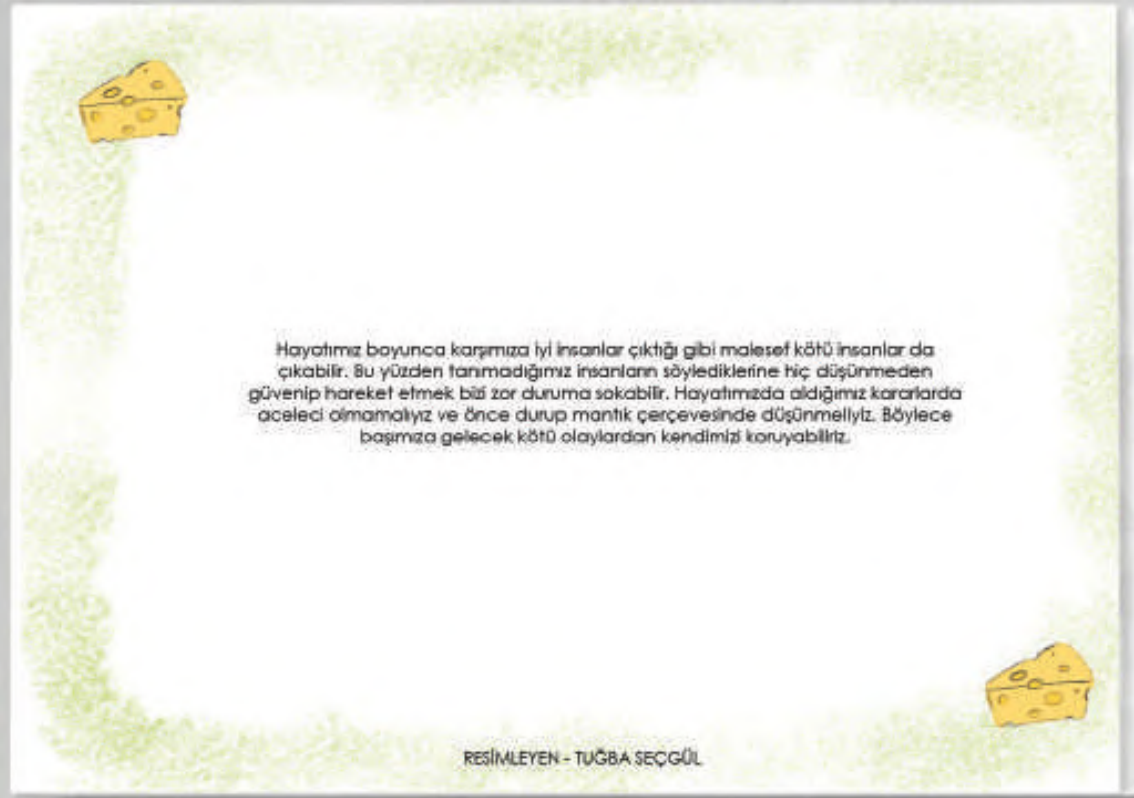 Hayatımız boyunca karşımıza iyi insanlar çıktığı gibi malesef kötü insanlar da
çıkabilir. Bu yüzden tanımadığımız insanların söylediklerine hiç düşünmeden
güvenip hareket etmek bizi zor duruma sokabilir. Hayatımızda aldığımız kararlarda
aceleci olmamalıyız ve önce durup mantık çerçevesinde düşünmeliyiz. Böylece
başımıza gelecek kötü olaylardan kendimizi koruyabiliriz.
RESİMLEYEN - TUĞBA SEÇGÜL